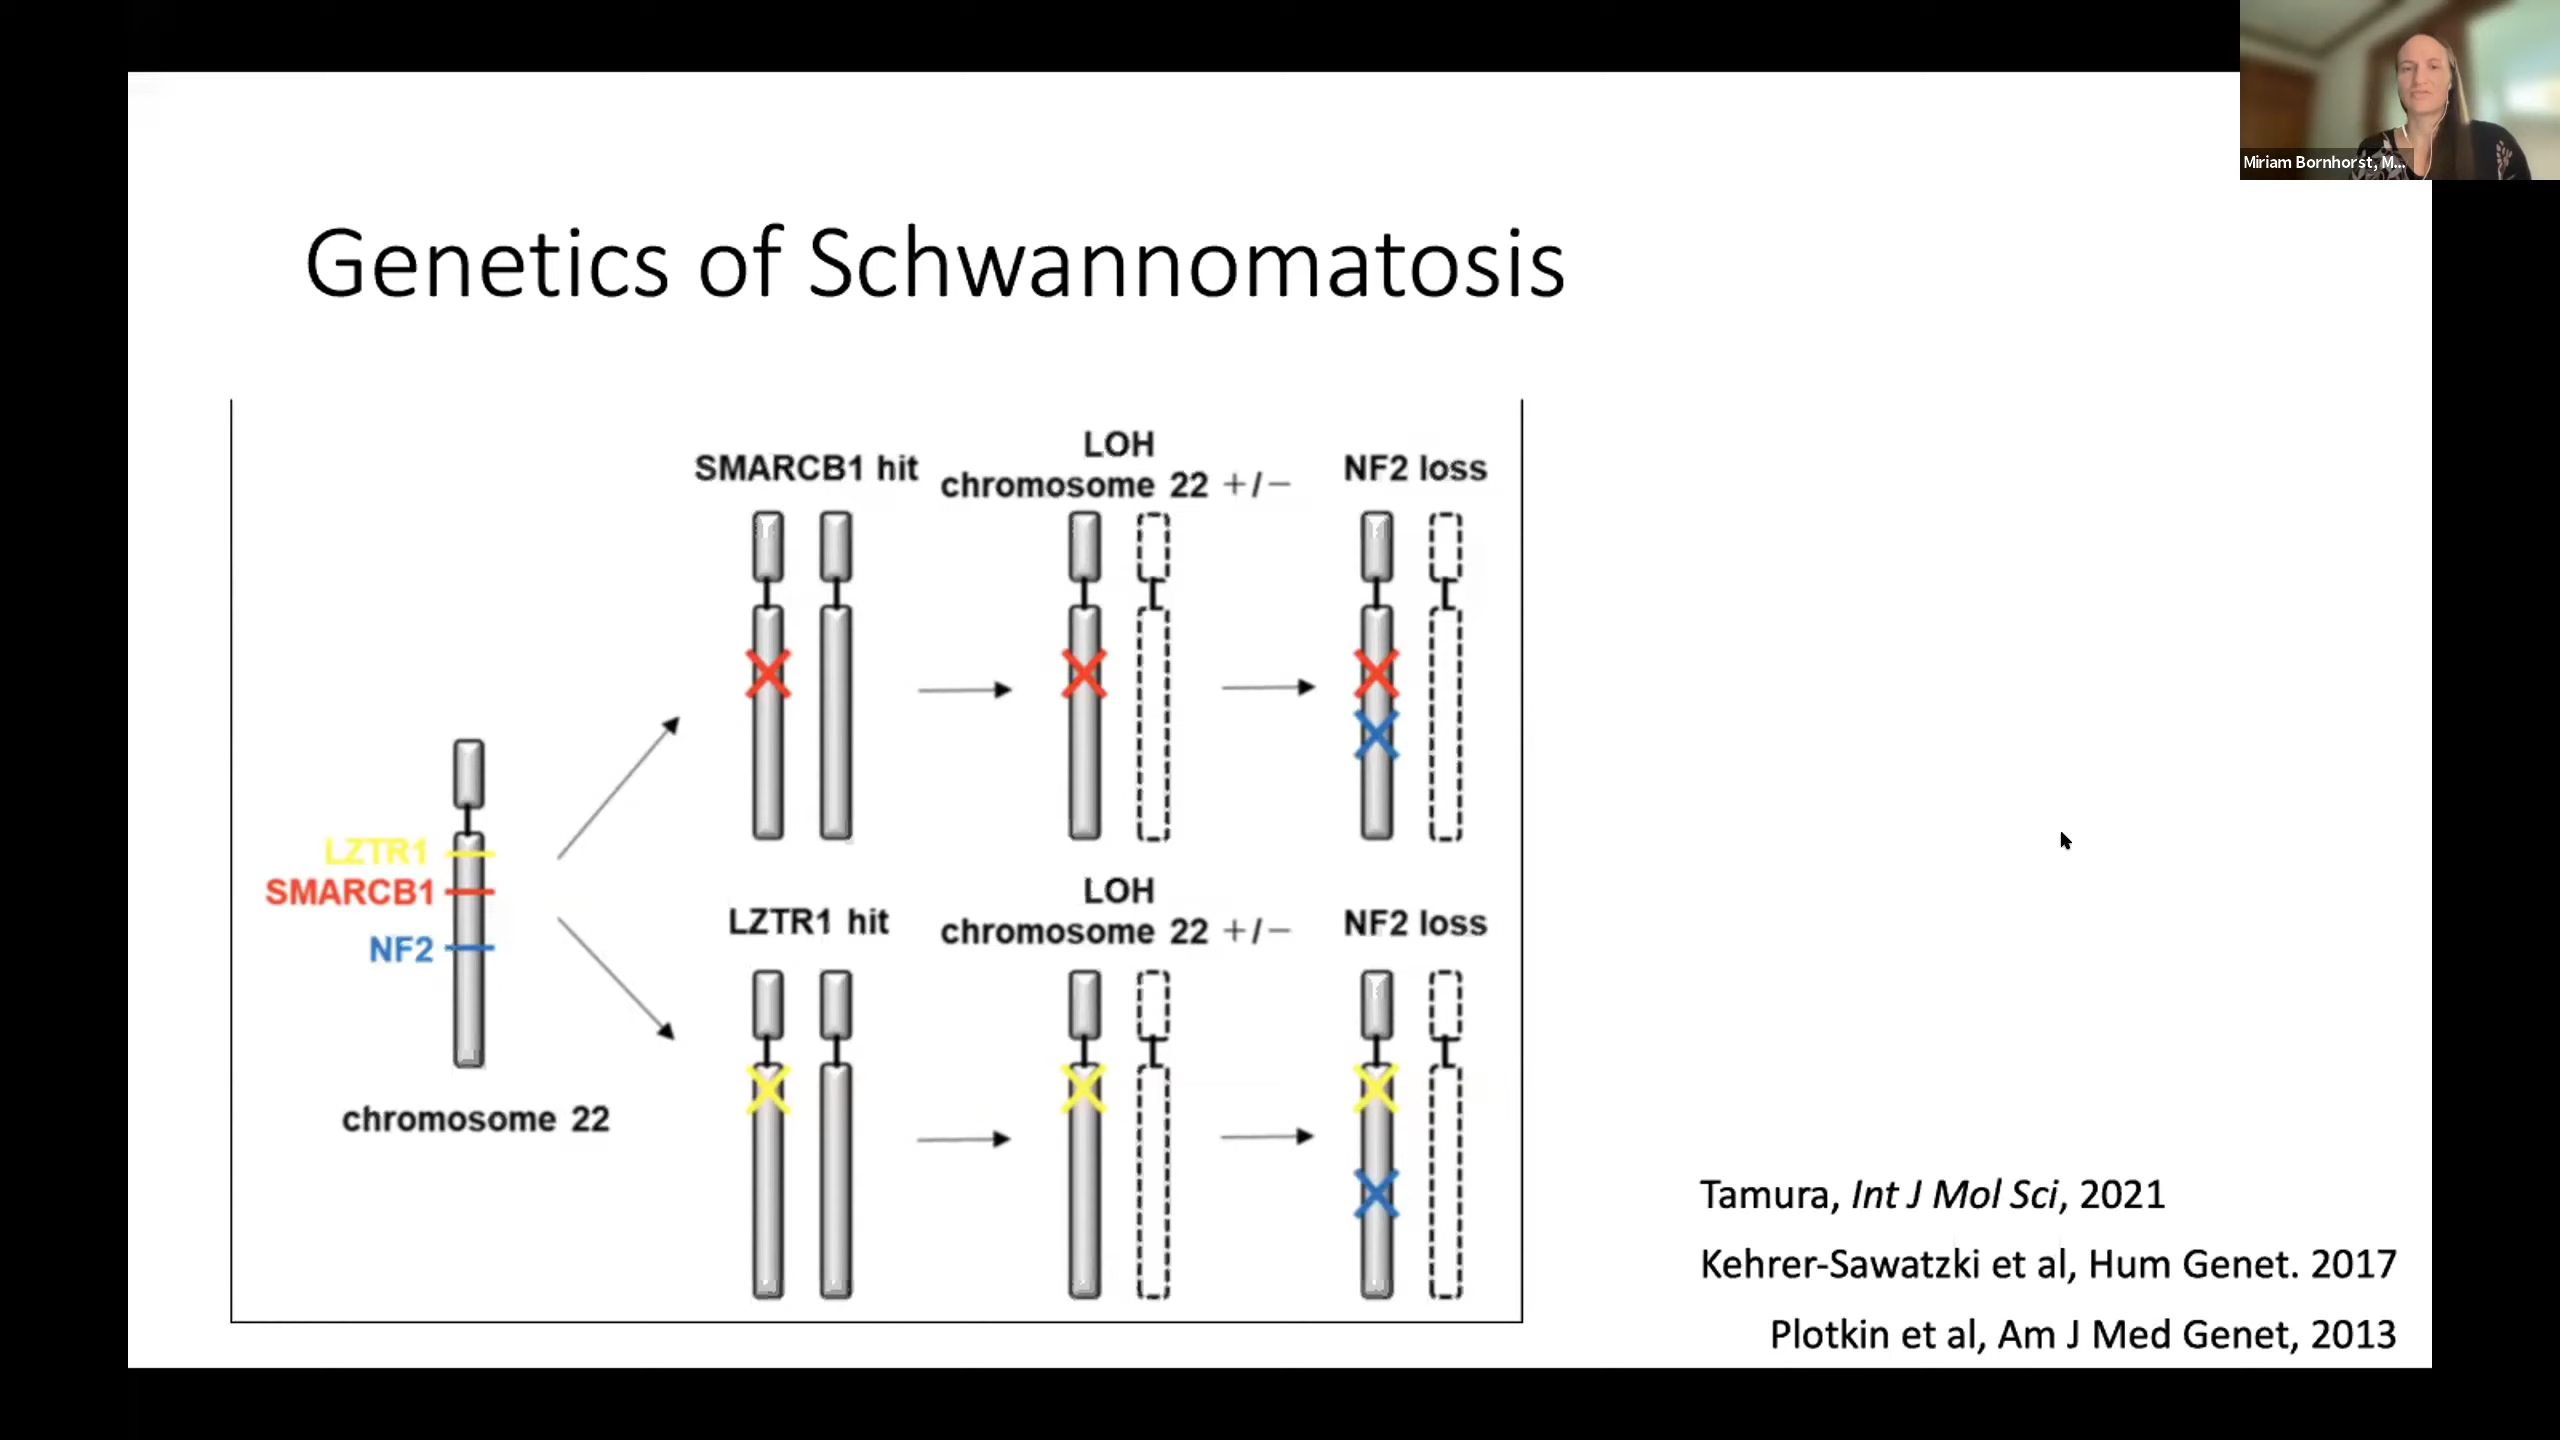 Miriam Bornhorst, M...
Genetics of Schwannomatosis
SMARCB1 hit
LOH
chromosome 22 +/−
NF2 loss
LZTR1
SMARCB1
NF2
chromosome 22
LZTR1 hit
LOH
chromosome 22 +/−
NF2 loss
Tamura, Int J Mol Sci, 2021
Kehrer-Sawatzki et al, Hum Genet. 2017
Plotkin et al, Am J Med Genet, 2013